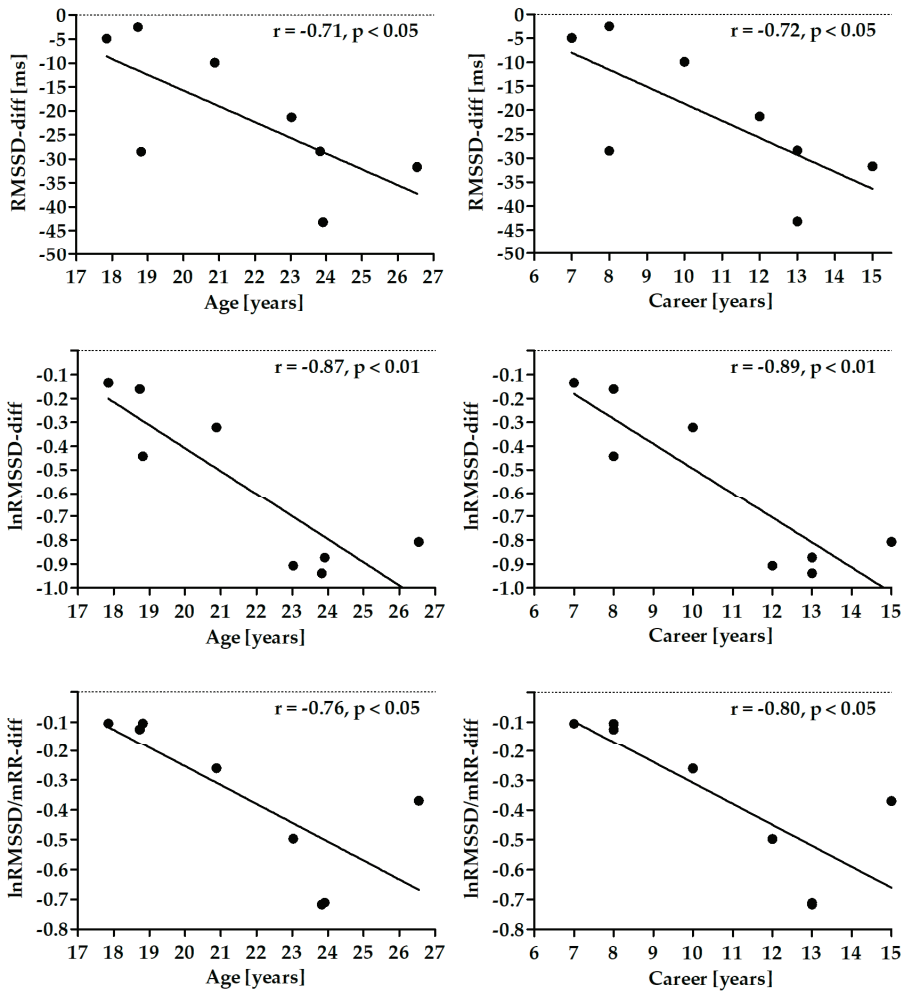 r = -0.71, p < 0.05
RMSSD-diff [ms]
0
-5
-10
-15
-20
-25
-30
-35
-40
-45
-50
17 18 19 20 21 22 23 24 25 26 27
Age [years]
r = -0.72, p < 0.05
RMSSD-diff [ms]
0
-5
-10
-15
-20
-25
-30
-35
-40
-45
-50
6 7 8 9 10 11 12 13 14 15
Career [years]
r = -0.87, p < 0.01
lnRMSSD-diff
-0.1
-0.2
-0.3
-0.4
-0.5
-0.6
-0.7
-0.8
-0.9
-1.0
17 18 19 20 21 22 23 24 25 26 27
Age [years]
r = -0.89, p < 0.01
lnRMSSD-diff
-0.1
-0.2
-0.3
-0.4
-0.5
-0.6
-0.7
-0.8
-0.9
-1.0
6 7 8 9 10 11 12 13 14 15
Career [years]
r = -0.76, p < 0.05
lnRMSSD/mRR-diff
-0.1
-0.2
-0.3
-0.4
-0.5
-0.6
-0.7
-0.8
17 18 19 20 21 22 23 24 25 26 27
Age [years]
r = -0.80, p < 0.05
lnRMSSD/mRR-diff
-0.1
-0.2
-0.3
-0.4
-0.5
-0.6
-0.7
-0.8
6 7 8 9 10 11 12 13 14 15
Career [years]